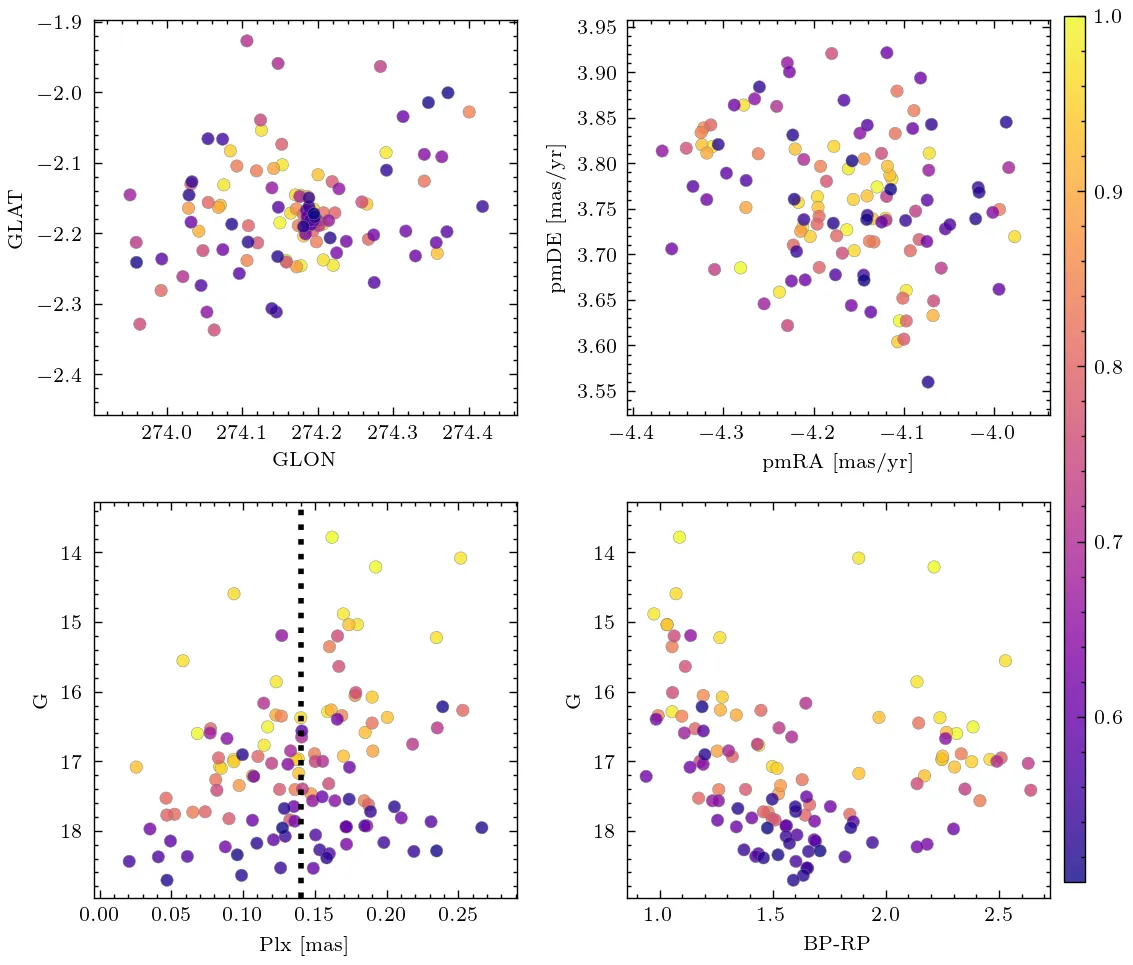 −1.9
−2.0
−2.1
−2.2
−2.3
−2.4
GLAT
274.0 274.1 274.2 274.3 274.4
GLON
3.95
3.90
3.85
3.80
3.75
3.70
3.65
3.60
3.55
pmDE [mas/yr]
−4.4 −4.3 −4.2 −4.1 −4.0
pmRA [mas/yr]
14
15
16
17
18
G
0.00 0.05 0.10 0.15 0.20 0.25
Plx [mas]
14
15
16
17
18
G
1.0 1.5 2.0 2.5
BP-RP
1.0
0.9
0.8
0.7
0.6